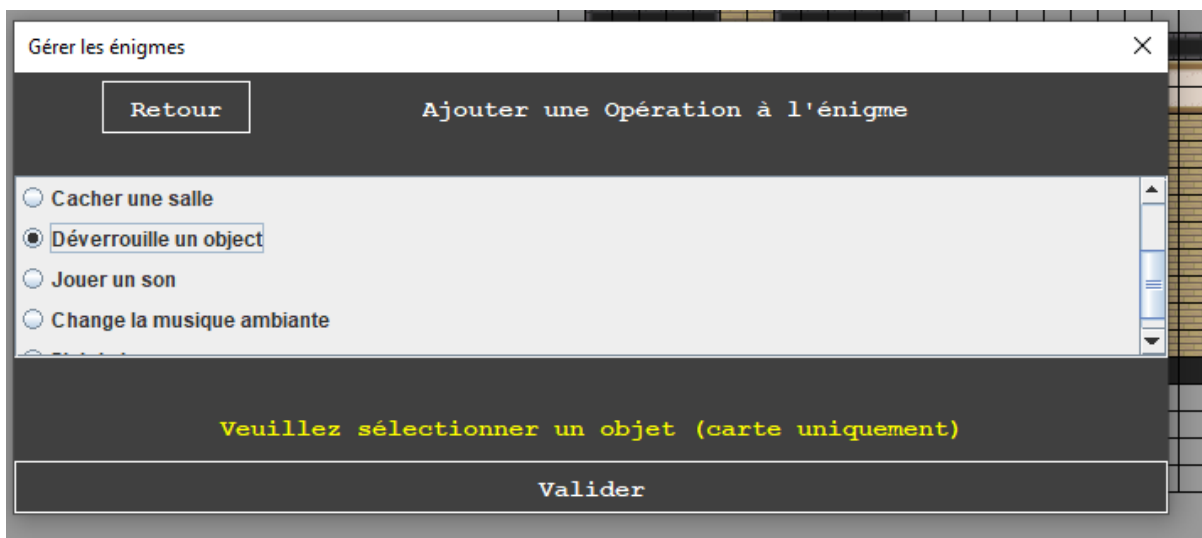 Gérer les énigmes
Retour
Ajouter une Opération à l'énigme
Cacher une salle
Déverrouille un object
Jouer un son
Change la musique ambiante
Veuillez sélectionner un objet (carte uniquement)
Valider